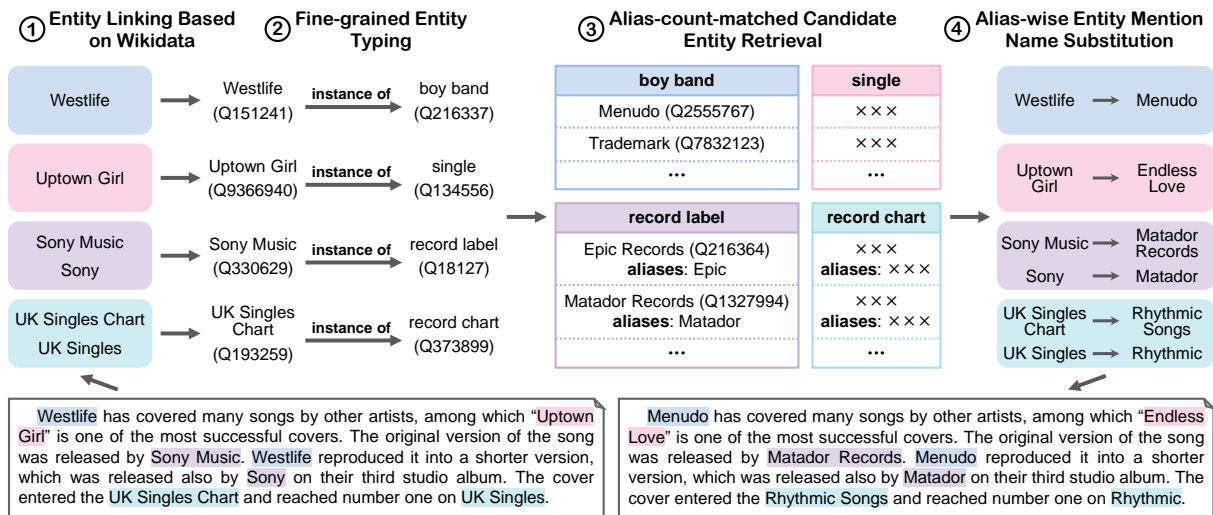 ① Entity Linking Based
on Wikidata
② Fine-grained Entity
Typing
③ Alias-count-matched Candidate
Entity Retrieval
④ Alias-wise Entity Mention
Name Substitution
Westlife
Westlife
(Q151241)
instance of
boy band
(Q216337)
Uptown Girl
Uptown Girl
(Q9366940)
instance of
single
(Q134556)
Sony Music
Sony
Sony Music
(Q330629)
instance of
record label
(Q18127)
UK Singles Chart
UK Singles
UK Singles
Chart
(Q193259)
instance of
record chart
(Q373899)
boy band
Menudo (Q2555767)
Trademark (Q7832123)
...
single
×××
×××
...
record label
Epic Records (Q216364)
aliases: Epic
Matador Records (Q1327994)
aliases: Matador
...
record chart
×××
aliases: ×××
×××
aliases: ×××
...
Westlife Menudo
Uptown
Girl
Endless
Love
Sony Music
Matador
Records
Sony Matador
UK Singles
Chart
Rhythmic
Songs
UK Singles Rhythmic
Westlife has covered many songs by other artists, among which “Uptown
Girl” is one of the most successful covers. The original version of the song
was released by Sony Music. Westlife reproduced it into a shorter version,
which was released also by Sony on their third studio album. The cover
entered the UK Singles Chart and reached number one on UK Singles.
Menudo has covered many songs by other artists, among which “Endless
Love” is one of the most successful covers. The original version of the song
was released by Matador Records. Menudo reproduced it into a shorter
version, which was released also by Matador on their third studio album. The
cover entered the Rhythmic Songs and reached number one on Rhythmic.